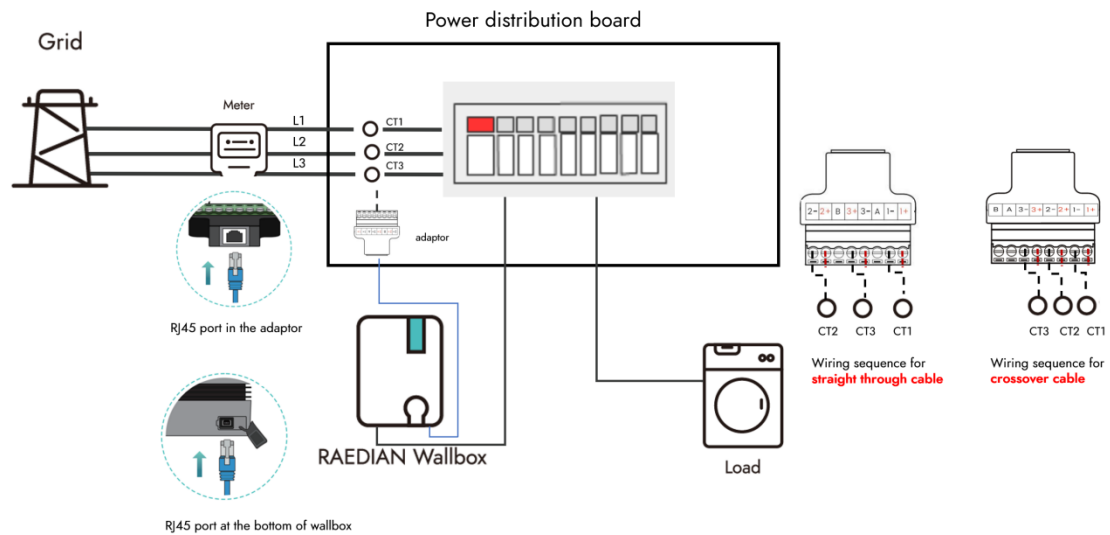 Power distribution board
Grid
Meter
L1
L2
L3
CT1
CT2
CT3
adaptor
RJ45 port in the adaptor
RAEDIAN Wallbox
RJ45 port at the bottom of wallbox
Load
2- 2+ B 3+ 3- A 1- 1+
CT2 CT3 CT1
Wiring sequence for
straight through cable
B A 3- 3+ 2- 2+ 1- 1+
CT3 CT2 CT1
Wiring sequence for
crossover cable